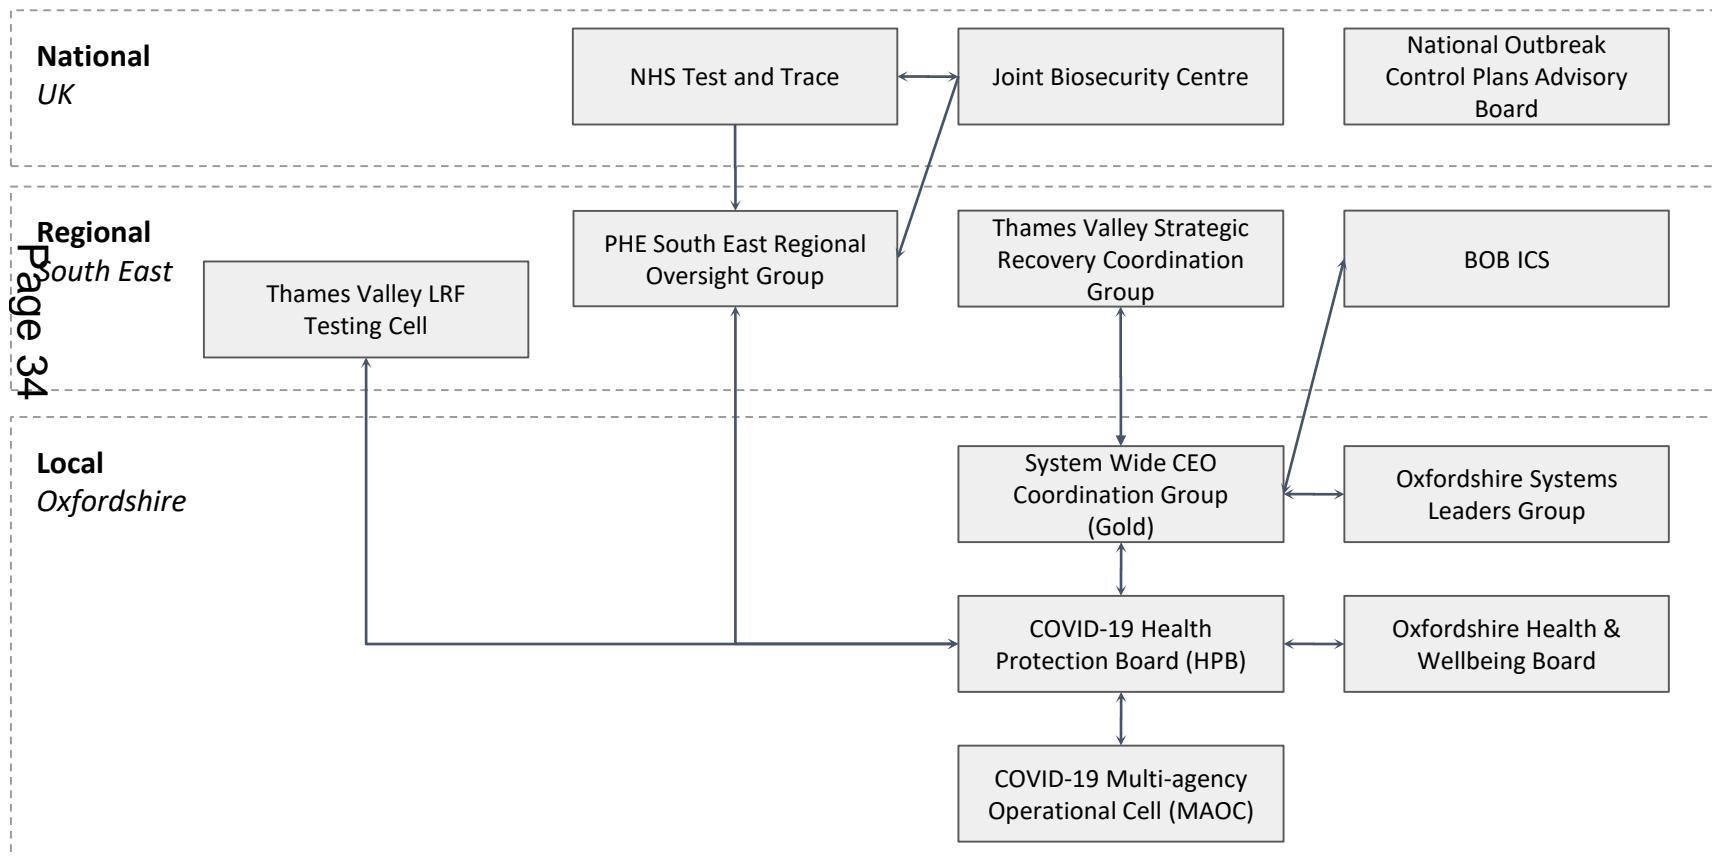 National
UK
NHS Test and Trace
Joint Biosecurity Centre
National Outbreak
Control Plans Advisory
Board
Regional
South East
Page 34
Thames Valley LRF
Testing Cell
PHE South East Regional
Oversight Group
Thames Valley Strategic
Recovery Coordination
Group
BOB ICS
Local
Oxfordshire
System Wide CEO
Coordination Group
(Gold)
Oxfordshire Systems
Leaders Group
COVID-19 Health
Protection Board (HPB)
Oxfordshire Health &
Wellbeing Board
COVID-19 Multi-agency
Operational Cell (MAOC)